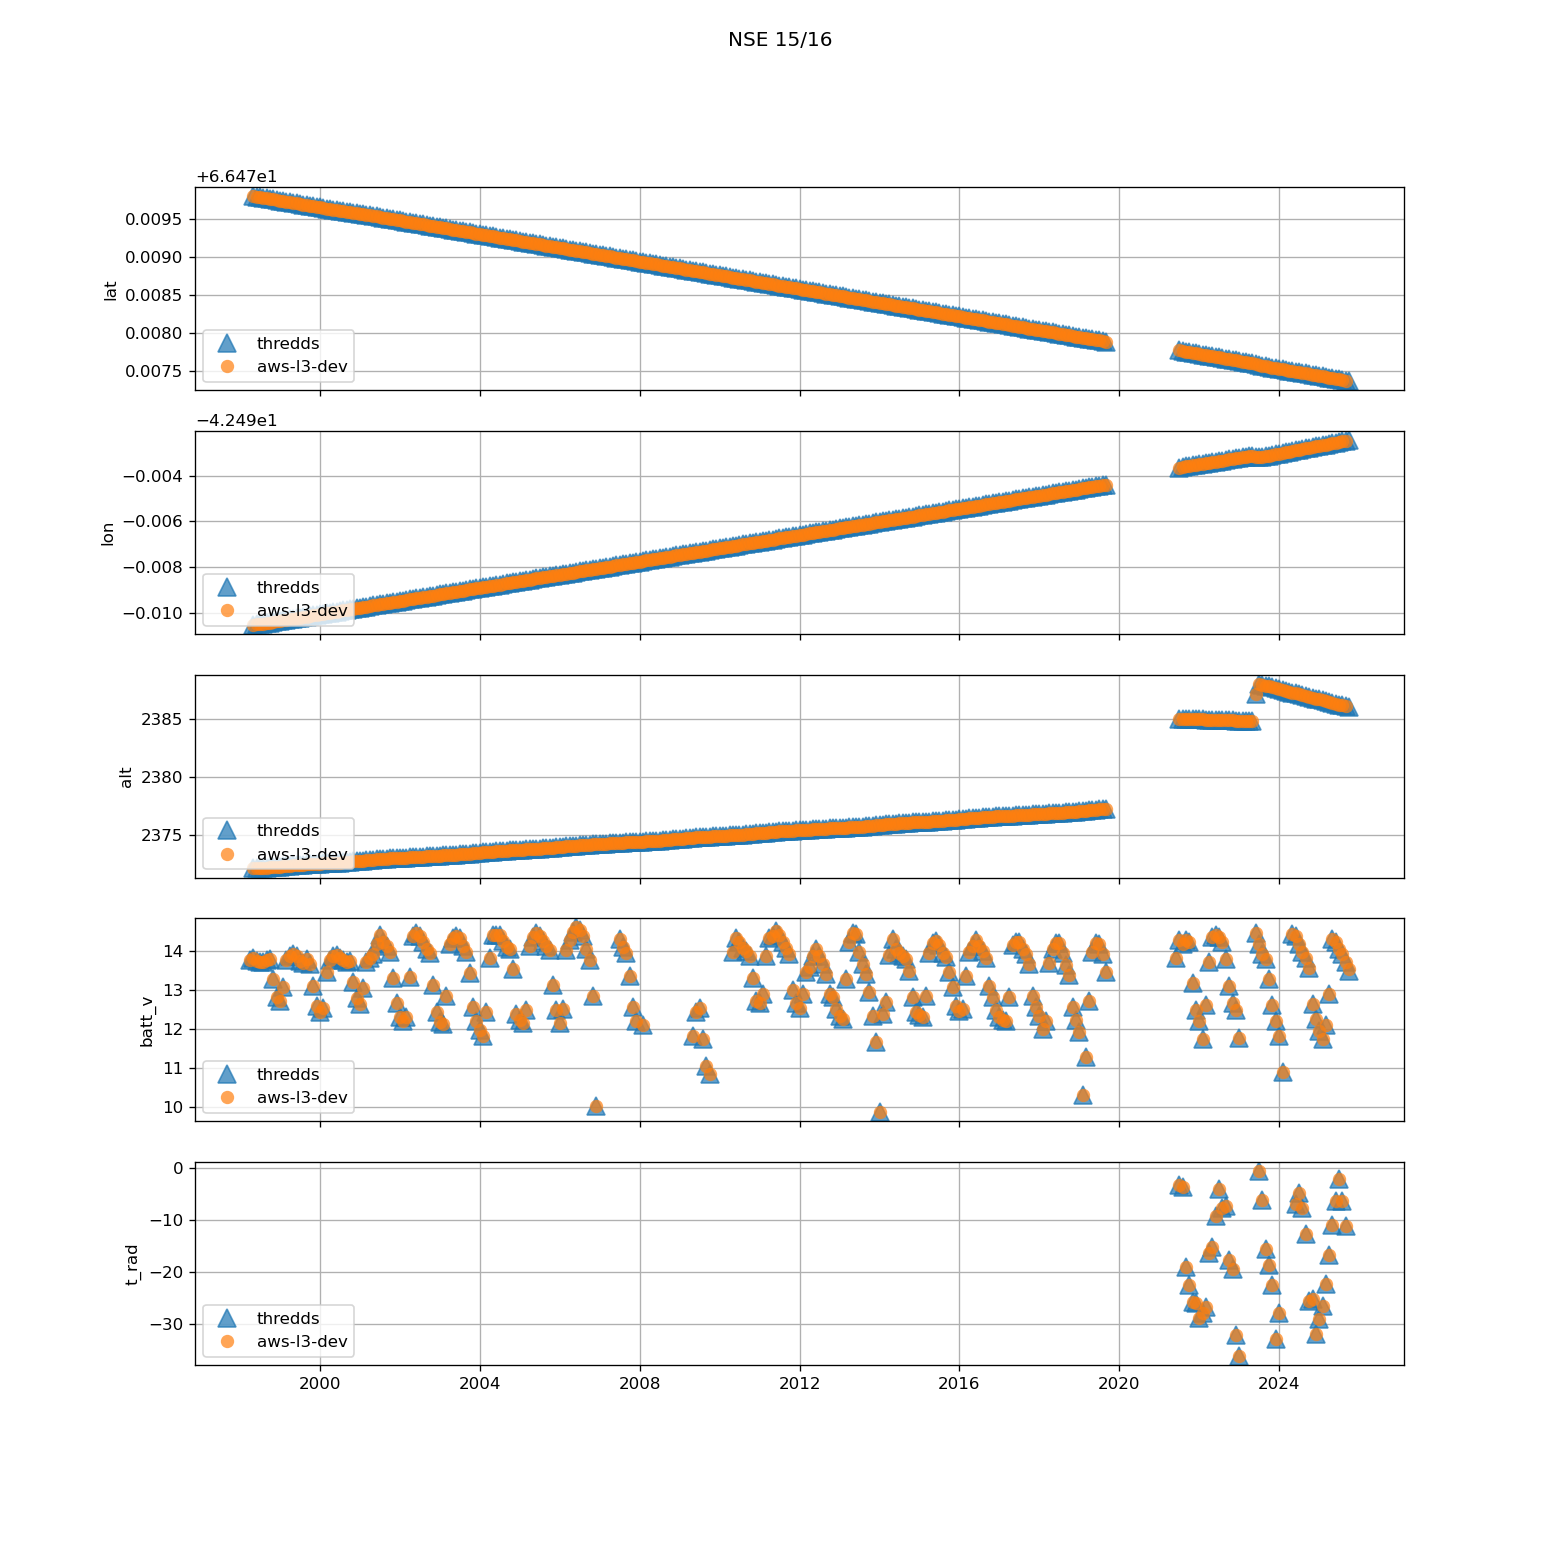 NSE 15/16
+6.647e1
0.0095
0.0090
0.0085
0.0080
0.0075
lat
thredds
aws-l3-dev
−4.249e1
−0.004
−0.006
−0.008
−0.010
lon
thredds
aws-l3-dev
2385
2380
2375
alt
thredds
aws-l3-dev
14
13
12
11
10
batt_v
thredds
aws-l3-dev
0
−10
−20
−30
t_rad
thredds
aws-l3-dev
2000 2004 2008 2012 2016 2020 2024